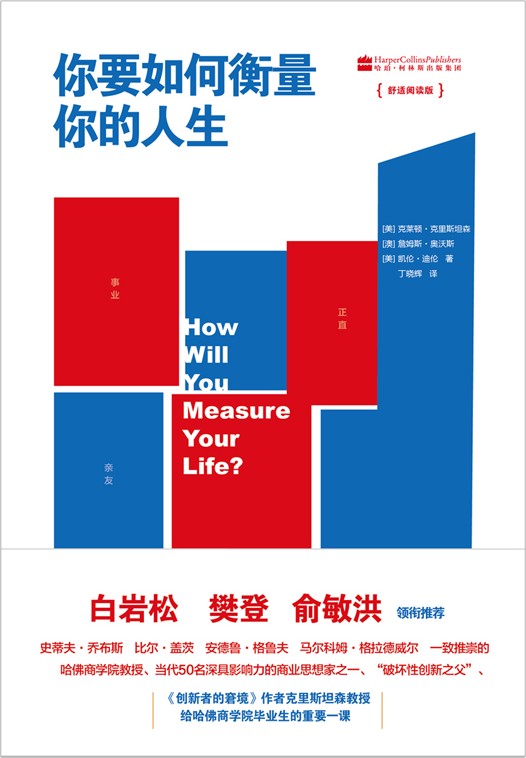 你要如何衡量
你的人生
HarperCollinsPublishers
哈珀·柯林斯出版集团
{ 舒适阅读版 }
[美] 克莱顿·克里斯坦森
[澳] 詹姆斯·奥沃斯
[美] 凯伦·迪伦 著
丁晓辉 译
事业
正直
How
Will
You
Measure
Your
Life?
亲友
白岩松 樊登 俞敏洪 领衔推荐
史蒂夫·乔布斯 比尔·盖茨 安德鲁·格鲁夫 马尔科姆·格拉德威尔 一致推崇的
哈佛商学院教授、当代50名深具影响力的商业思想家之一、“破坏性创新之父”、
《创新者的窘境》作者克里斯坦森教授
给哈佛商学院毕业生的重要一课